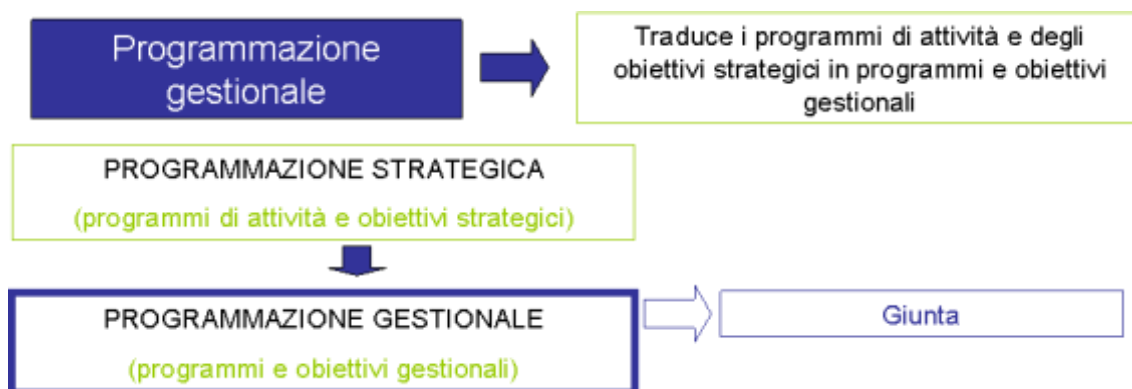 Programmazione
gestionale
Traduce i programmi di attività e degli
obiettivi strategici in programmi e obiettivi
gestionali
PROGRAMMAZIONE STRATEGICA
(programmi di attività e obiettivi strategici)
PROGRAMMAZIONE GESTIONALE
(programmi e obiettivi gestionali)
Giunta